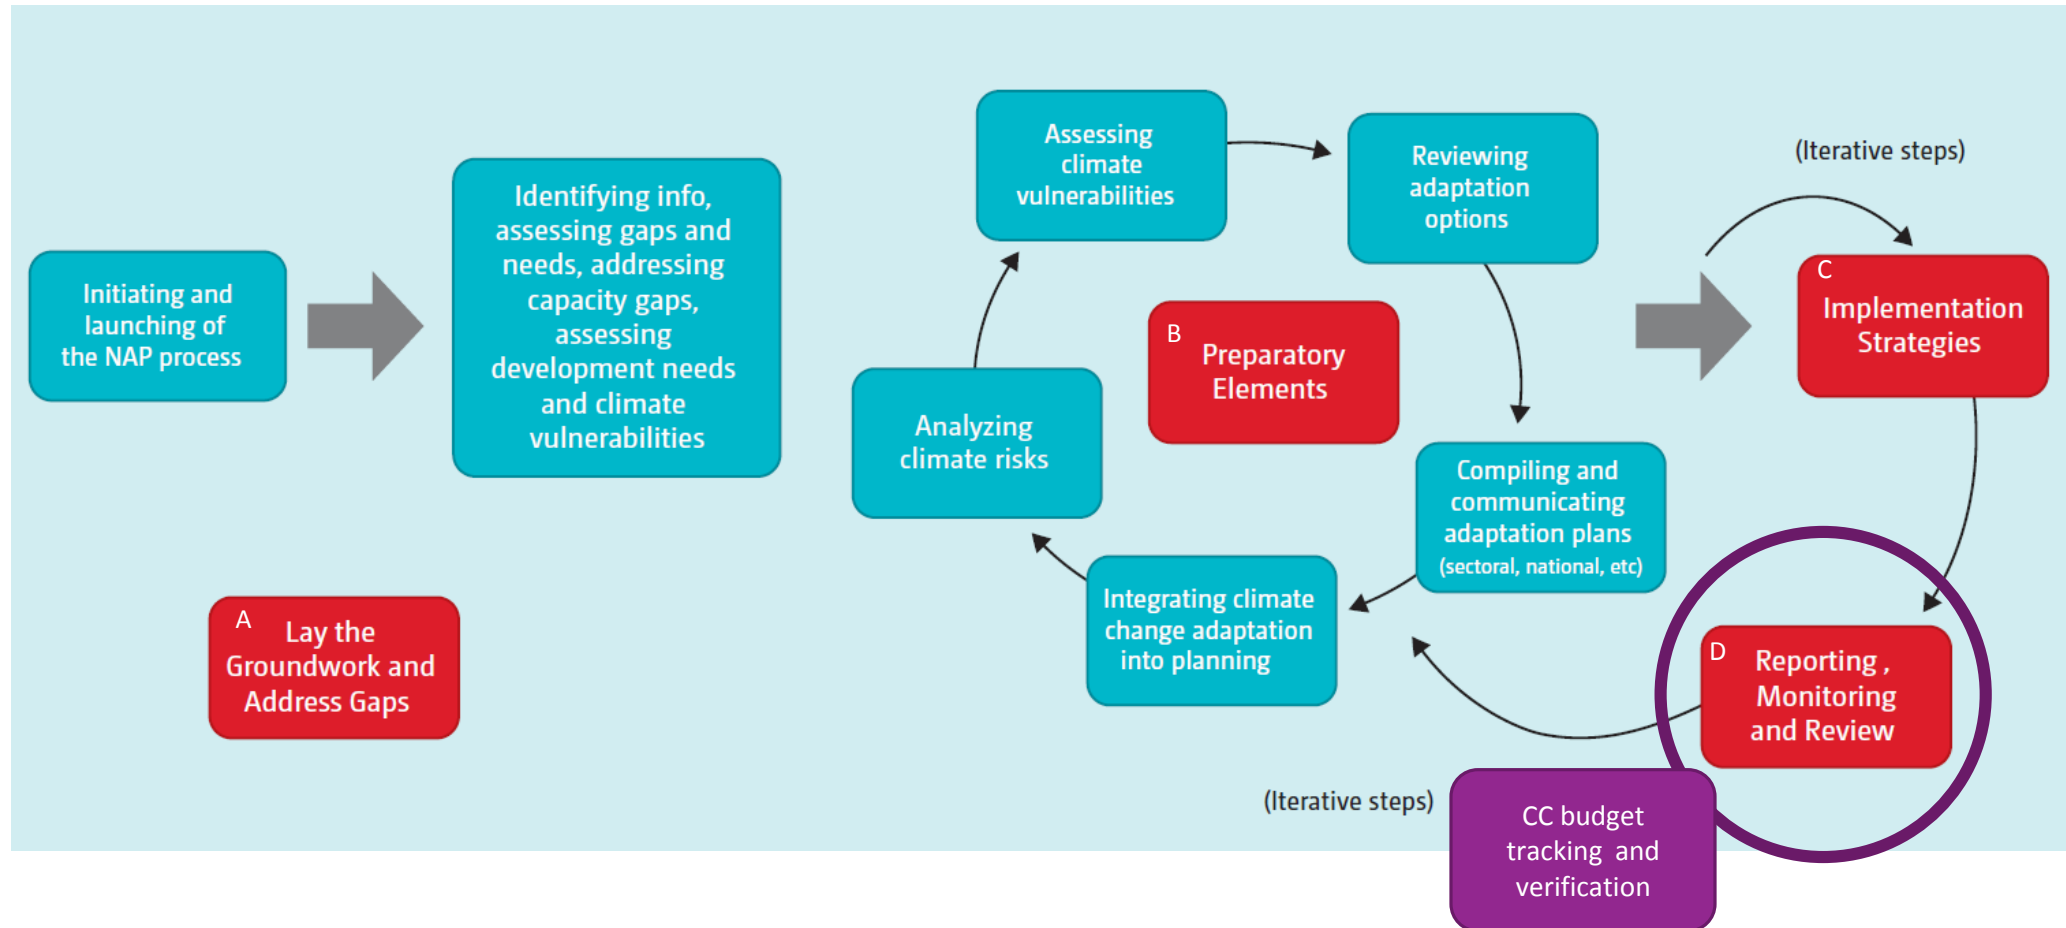 Initiating and
launching of
the NAP process
Identifying info,
assessing gaps and
needs, addressing
capacity gaps,
assessing
development needs
and climate
vulnerabilities
A
Lay the
Groundwork and
Address Gaps
Assessing
climate
vulnerabilities
Reviewing
adaptation
options
B
Preparatory
Elements
Analyzing
climate risks
Compiling and
communicating
adaptation plans
(sectoral, national, etc)
Integrating climate
change adaptation
into planning
(Iterative steps)
C
Implementation
Strategies
D
Reporting ,
Monitoring
and Review
(Iterative steps)
CC budget
tracking and
verification